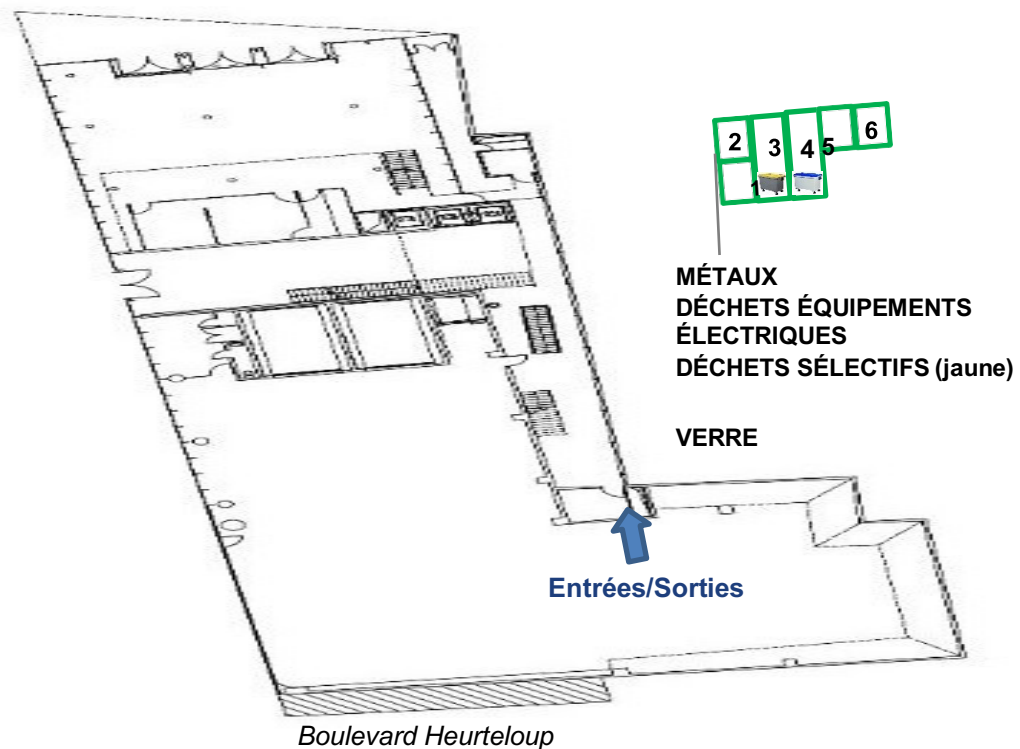 2 3 4 5 6
1
MÉTAUX
DÉCHETS ÉQUIPEMENTS
ÉLECTRIQUES
DÉCHETS SÉLECTIFS (jaune)
VERRE
Entrées/Sorties
Boulevard Heurteloup